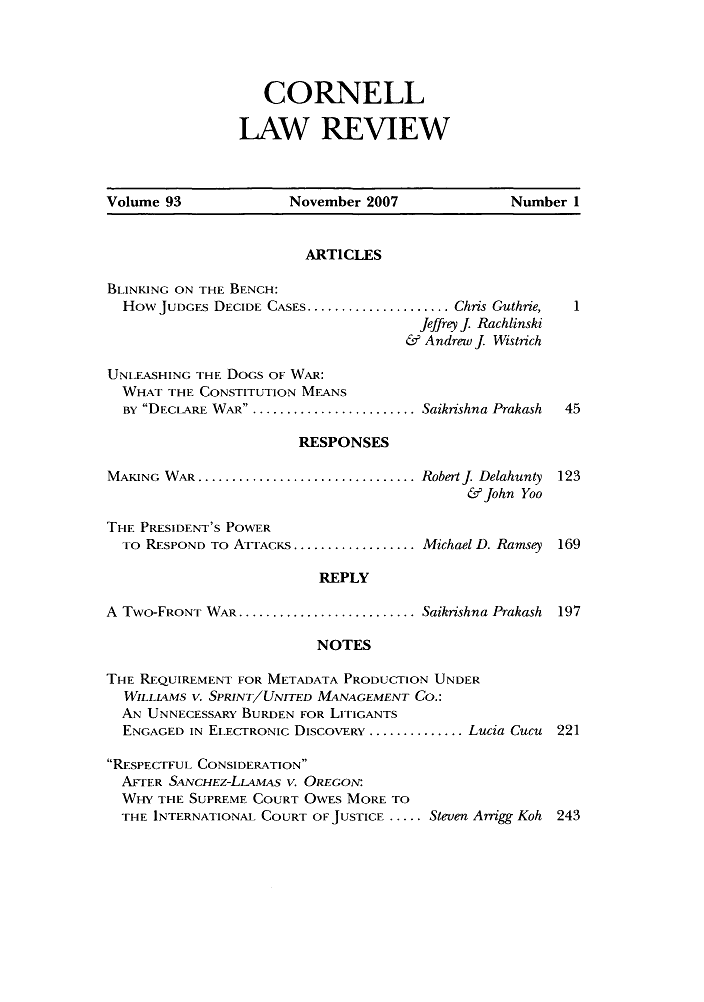 CORNELL
LAW REVIEW
Volume 93 November 2007 Number 1
ARTICLES
BLINKING ON THE BENCH:
HOW JUDGES DECIDE CASES..................... Chris Guthrie, 1
Jeffrey J. Rachlinski
& Andrew J. Wistrich
UNLEASHING THE DOGS OF WAR:
WHAT THE CONSTITUTION MEANS
BY "DECLARE WAR" ........................ Saikrishna Prakash 45
RESPONSES
MAKING WAR................................ Robert J. Delahunty 123
& John Yoo
THE PRESIDENT'S POWER
TO RESPOND TO ATTACKS.................. Michael D. Ramsey 169
REPLY
A TWO-FRONT WAR.......................... Saikrishna Prakash 197
NOTES
THE REQUIREMENT FOR METADATA PRODUCTION UNDER
WILLIAMS V. SPRINT/UNITED MANAGEMENT CO.:
AN UNNECESSARY BURDEN FOR LITIGANTS
ENGAGED IN ELECTRONIC DISCOVERY .............. Lucia Cucu 221
"RESPECTFUL CONSIDERATION"
AFTER SANCHEZ-LLAMAS V. OREGON:
WHY THE SUPREME COURT OWES MORE TO
THE INTERNATIONAL COURT OF JUSTICE ..... Steven Arrigg Koh 243